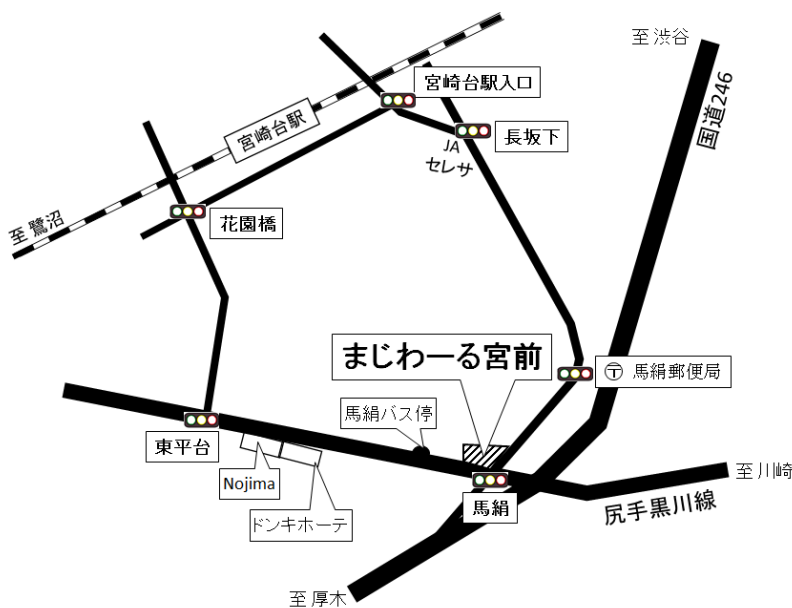 至 渋谷
国道246
宮崎台駅入口
宮崎台駅
長坂下
JA
セレサ
至 鷺沼
花園橋
まじわーる宮前
〶 馬絹郵便局
馬絹バス停
東平台
Nojima
ドンキホーテ
馬絹
至 川崎
尻手黒川線
至 厚木